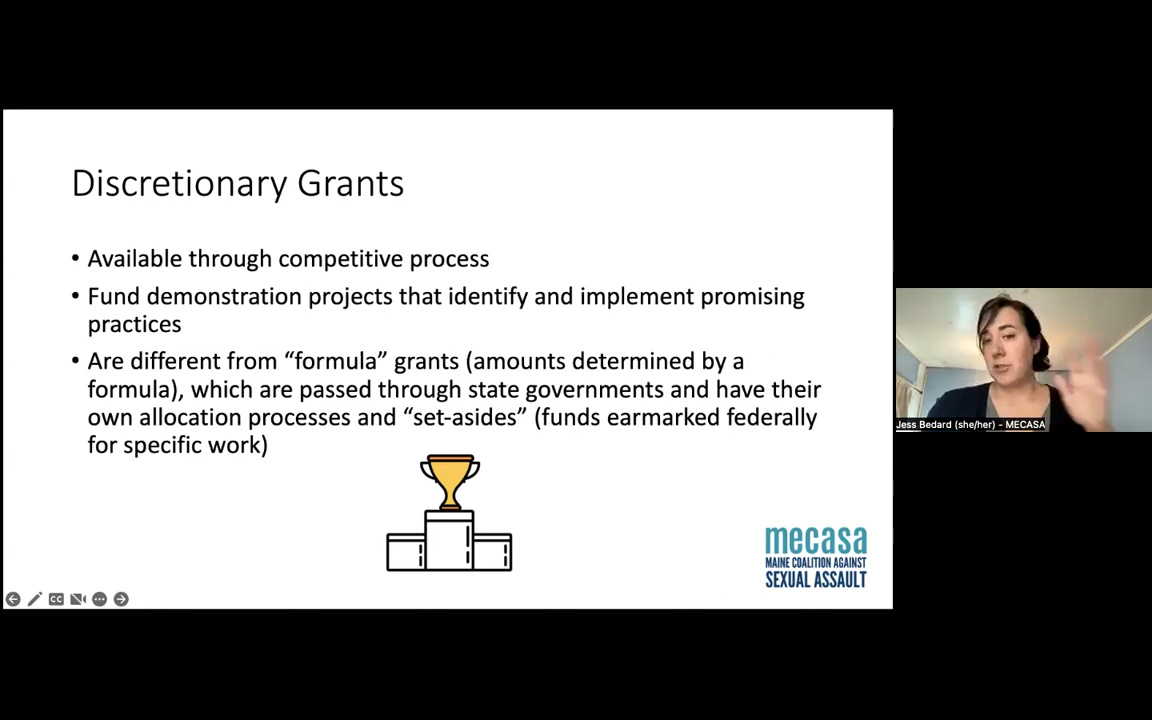 Discretionary Grants
• Available through competitive process
• Fund demonstration projects that identify and implement promising
practices
• Are different from “formula” grants (amounts determined by a
formula), which are passed through state governments and have their
own allocation processes and “set-asides” (funds earmarked federally
for specific work)
mecasa
MAINE COALITION AGAINST
SEXUAL ASSAULT
CC
Jess Bedard (she/her) - MECASA